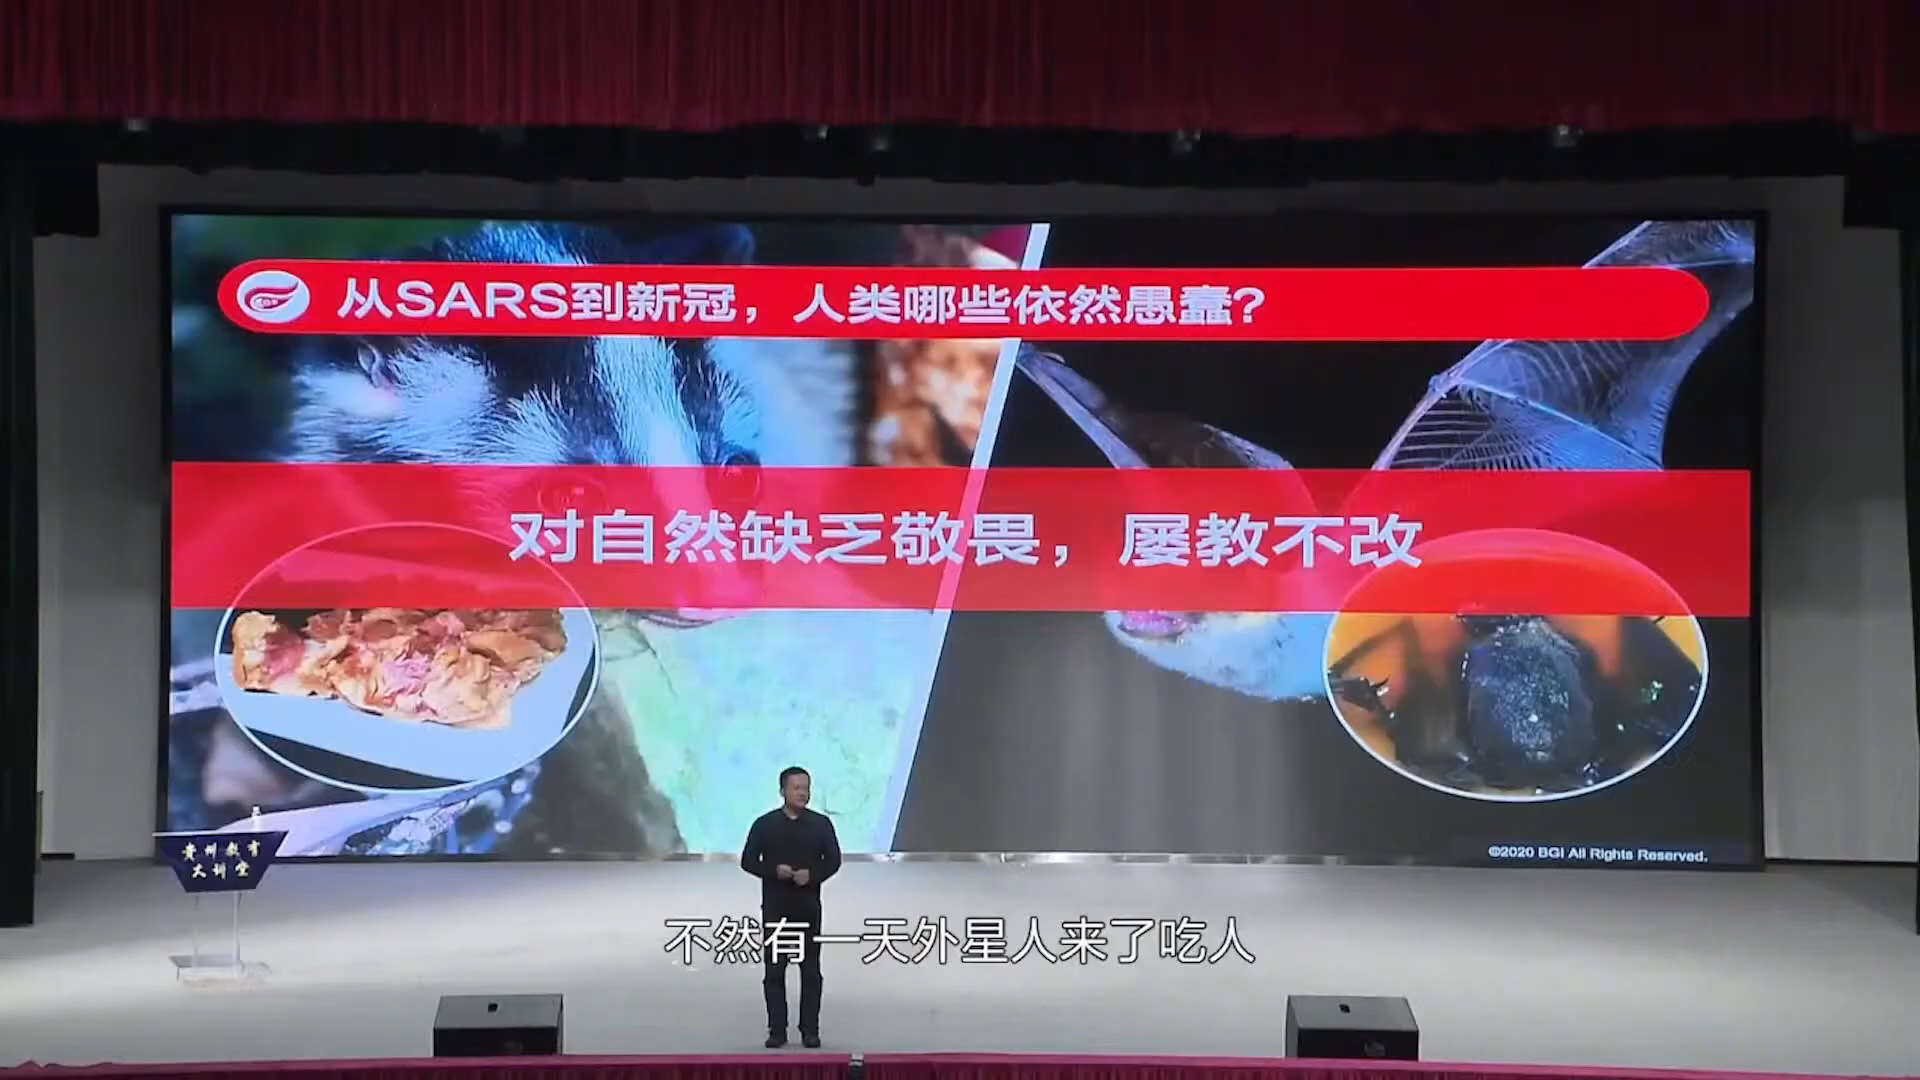 从SARS到新冠，人类哪些依然愚蠢？
对自然缺乏敬畏，屡教不改
©2020 BGI All Rights Reserved.
贵州教育
大讲堂
不然有一天外星人来了吃人